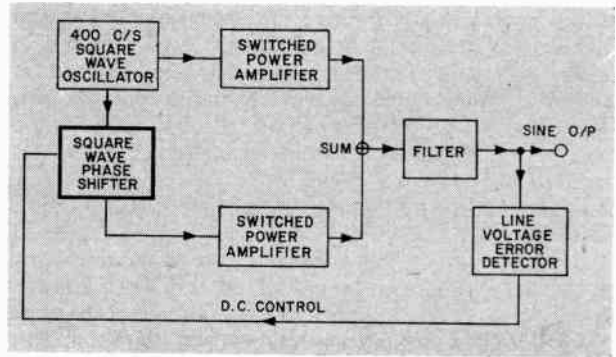 400 C/S
SQUARE
WAVE
OSCILLATOR
SWITCHED
POWER
AMPLIFIER
SQUARE
WAVE
PHASE
SHIFTER
SUM
FILTER
SINE O/P
SWITCHED
POWER
AMPLIFIER
LINE
VOLTAGE
ERROR
DETECTOR
D.C. CONTROL